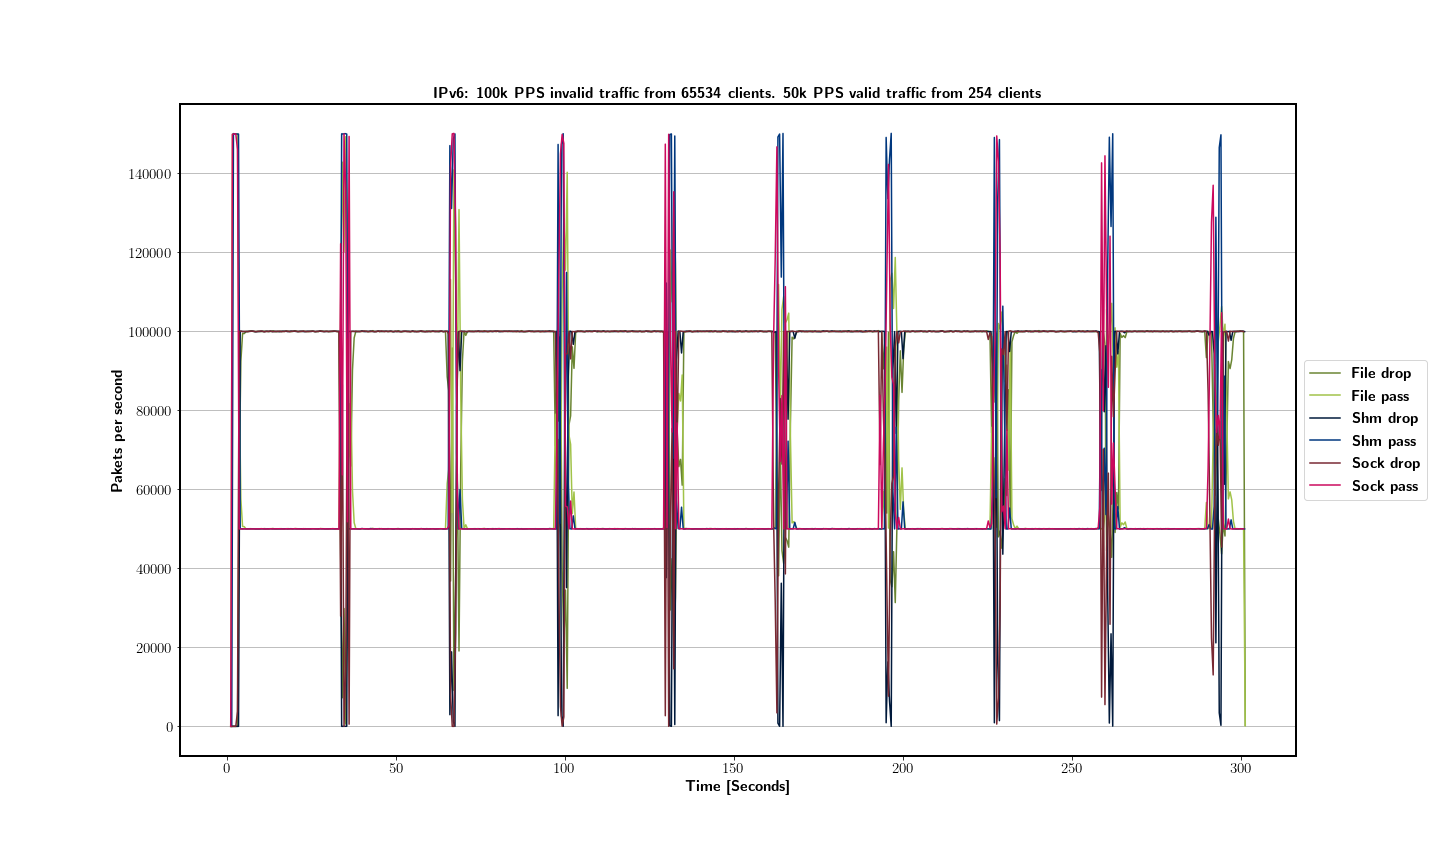 IPv6: 100k PPS invalid traffic from 65534 clients. 50k PPS valid traffic from 254 clients
140000
120000
100000
80000
60000
40000
20000
0
Pakets per second
0 50 100 150 200 250 300
Time [Seconds]
File drop
File pass
Shm drop
Shm pass
Sock drop
Sock pass